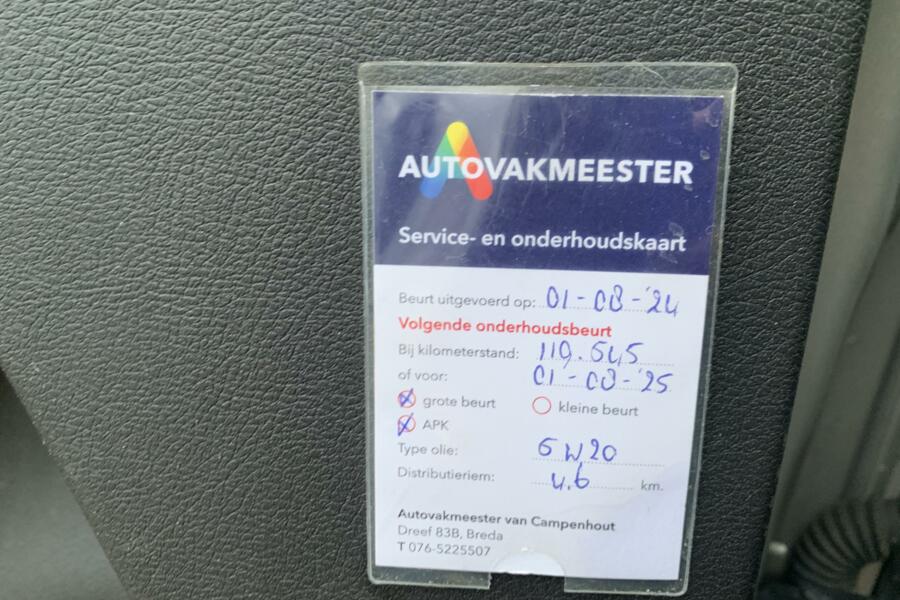 AUTOVAKMEESTER
Service- en onderhoudskaart
Beurt uitgevoerd op: 01-08-'24
Volgende onderhoudsbeurt
Bij kilometerstand: 119.545
of voor: 01-08-'25
grote beurt kleine beurt
APK
Type olie: 5W20
Distributieriem: km.
Autovakmeester van Campenhout
Dreef 83B, Breda
T 076-5225507